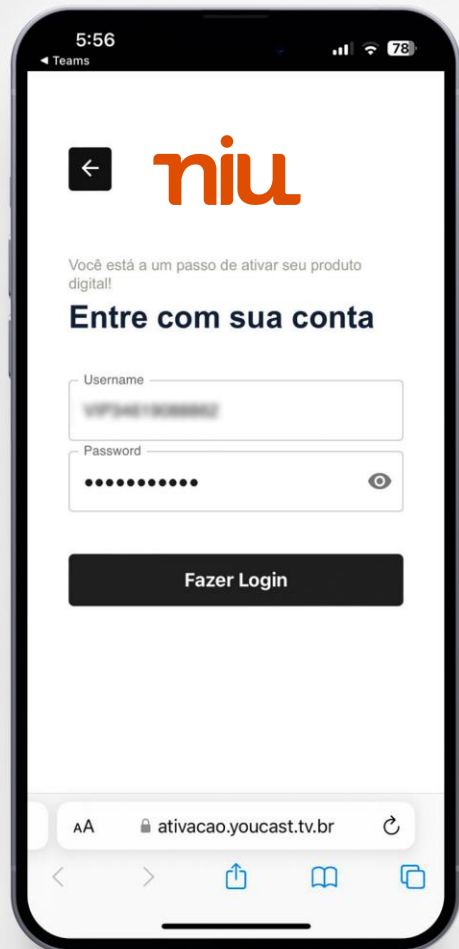 5:56
78
◀ Teams
niu
Você está a um passo de ativar seu produto
digital!
Entre com sua conta
Username
Password
•••••••••••
Fazer Login
AA ativacao.youcast.tv.br